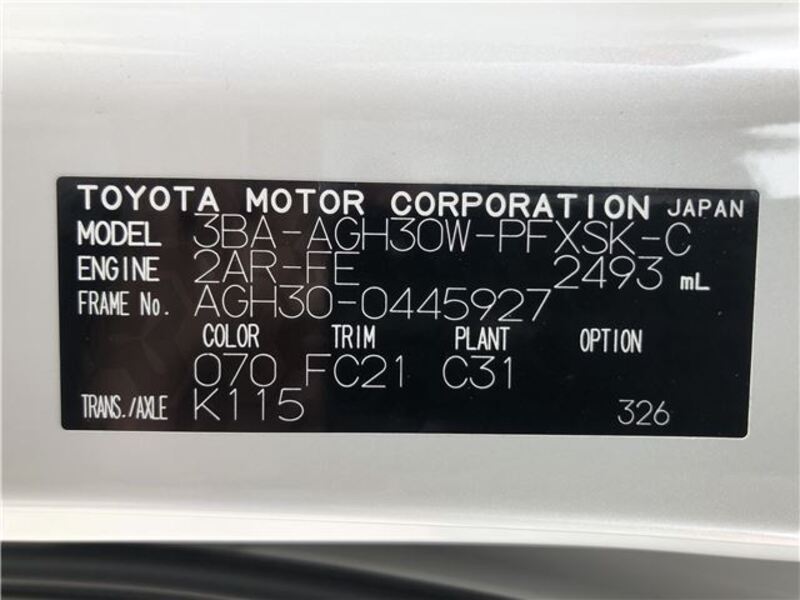 TOYOTA MOTOR CORPORATION JAPAN
MODEL 3BA-AGH30W-PFXSK-C
ENGINE 2AR-FE 2493 mL
FRAME No. AGH30-0445927
COLOR TRIM PLANT OPTION
070 FC21 C31
TRANS./AXLE K115 326